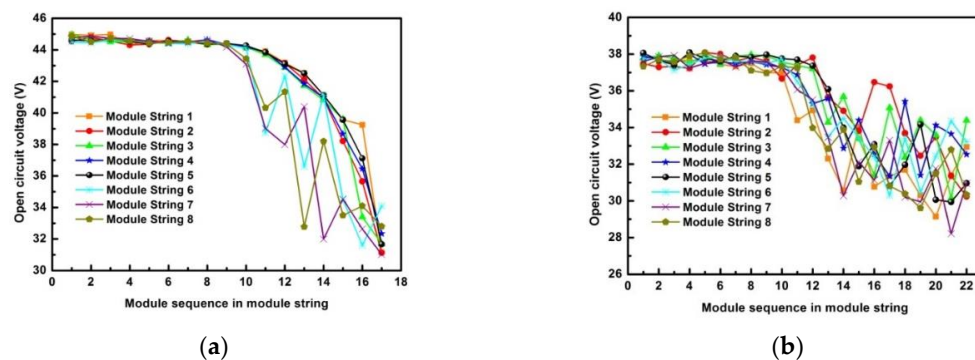 46
44
42
40
38
36
34
32
30
Open circuit voltage (V)
Module String 1
Module String 2
Module String 3
Module String 4
Module String 5
Module String 6
Module String 7
Module String 8
0 2 4 6 8 10 12 14 16 18
Module sequence in module string
(a)
40
38
36
34
32
30
28
26
Open circuit voltage (V)
Module String 1
Module String 2
Module String 3
Module String 4
Module String 5
Module String 6
Module String 7
Module String 8
0 2 4 6 8 10 12 14 16 18 20 22
Module sequence in module string
(b)